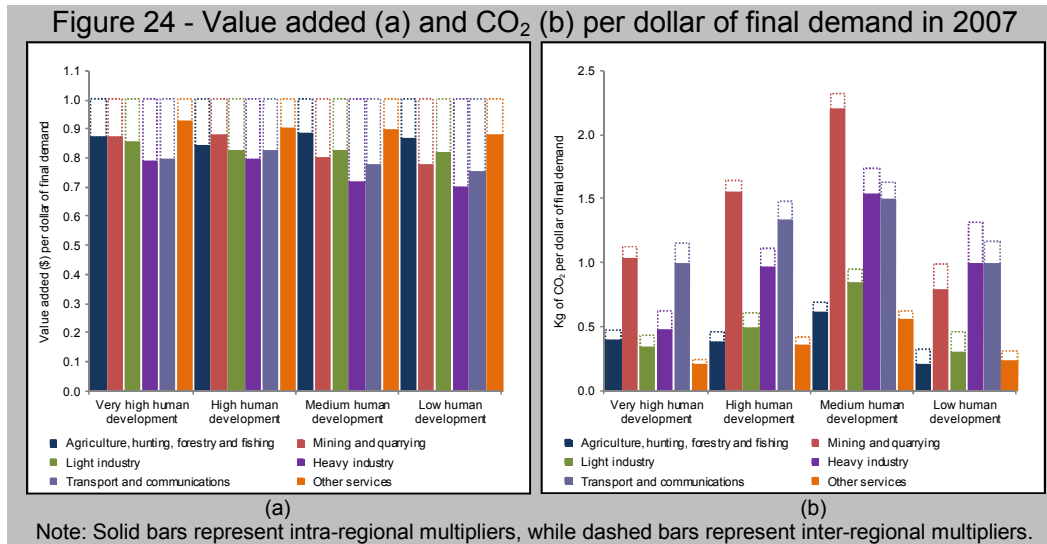 Figure 24 - Value added (a) and CO₂ (b) per dollar of final demand in 2007
Value added ($) per dollar of final demand
1.1
1.0
0.9
0.8
0.7
0.6
0.5
0.4
0.3
0.2
0.1
0.0
Very high human
development
High human
development
Medium human
development
Low human
development
Agriculture, hunting, forestry and fishing
Mining and quarrying
Light industry
Heavy industry
Transport and communications
Other services
(a)
Kg of CO₂ per dollar of final demand
2.5
2.0
1.5
1.0
0.5
0.0
Very high human
development
High human
development
Medium human
development
Low human
development
Agriculture, hunting, forestry and fishing
Mining and quarrying
Light industry
Heavy industry
Transport and communications
Other services
(b)
Note: Solid bars represent intra-regional multipliers, while dashed bars represent inter-regional multipliers.